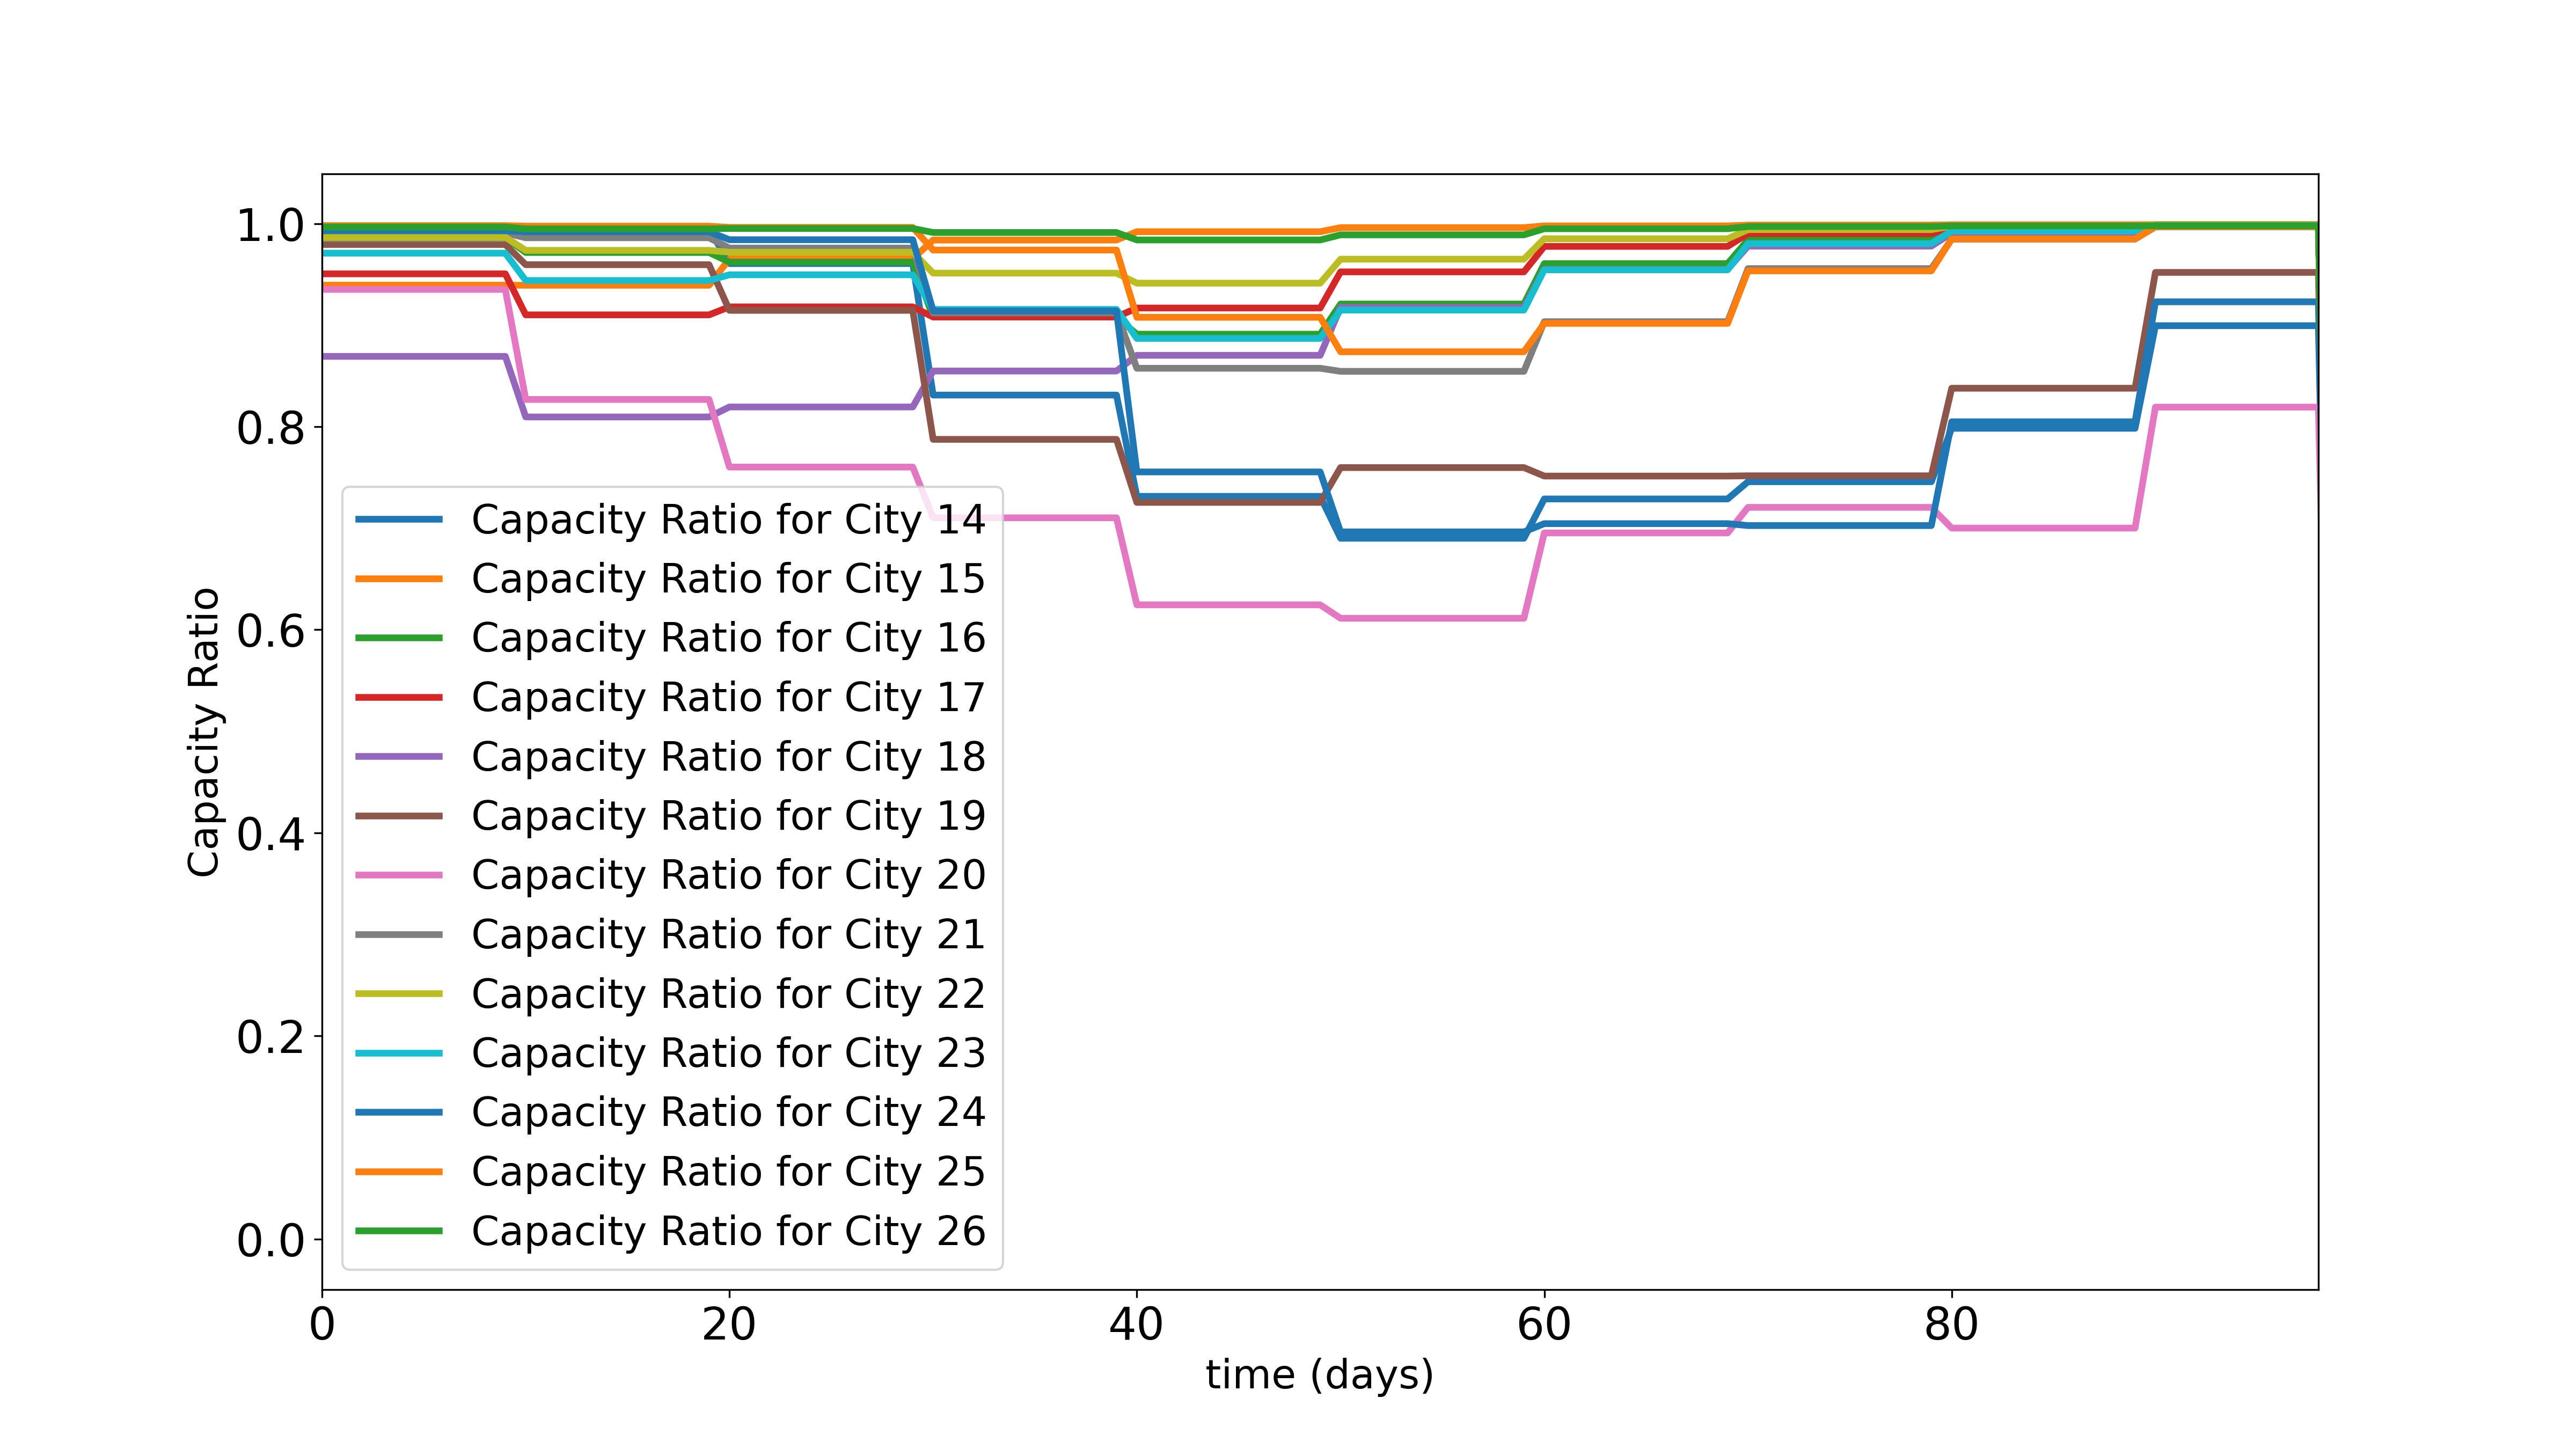 1.0
0.8
0.6
0.4
0.2
0.0
Capacity Ratio
Capacity Ratio for City 14
Capacity Ratio for City 15
Capacity Ratio for City 16
Capacity Ratio for City 17
Capacity Ratio for City 18
Capacity Ratio for City 19
Capacity Ratio for City 20
Capacity Ratio for City 21
Capacity Ratio for City 22
Capacity Ratio for City 23
Capacity Ratio for City 24
Capacity Ratio for City 25
Capacity Ratio for City 26
0 20 40 60 80
time (days)